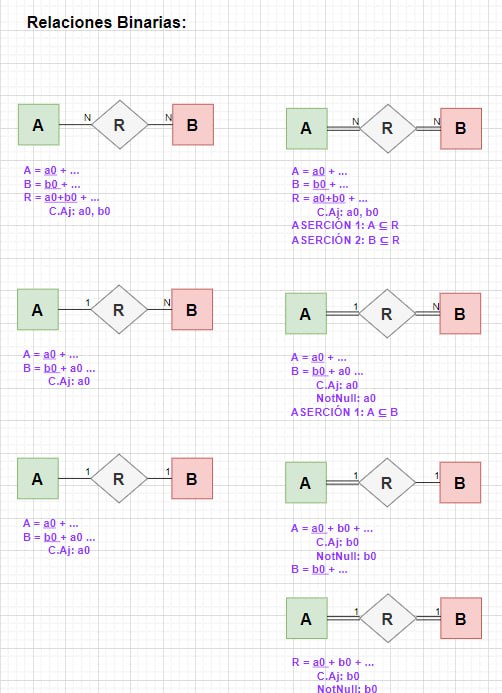 Relaciones Binarias:
A N R N B
A = a0 + ...
B = b0 + ...
R = a0+b0 + ...
C.Aj: a0, b0
A N R N B
A = a0 + ...
B = b0 + ...
R = a0+b0 + ...
C.Aj: a0, b0
ASERCIÓN 1: A ⊆ R
ASERCIÓN 2: B ⊆ R
A 1 R N B
A = a0 + ...
B = b0 + a0 ...
C.Aj: a0
A 1 R N B
A = a0 + ...
B = b0 + a0 ...
C.Aj: a0
NotNull: a0
ASERCIÓN 1: A ⊆ B
A 1 R 1 B
A = a0 + ...
B = b0 + a0 ...
C.Aj: a0
A 1 R 1 B
A = a0 + b0 + ...
C.Aj: b0
NotNull: b0
B = b0 + ...
A 1 R 1 B
R = a0 + b0 + ...
C.Aj: b0
NotNull: b0